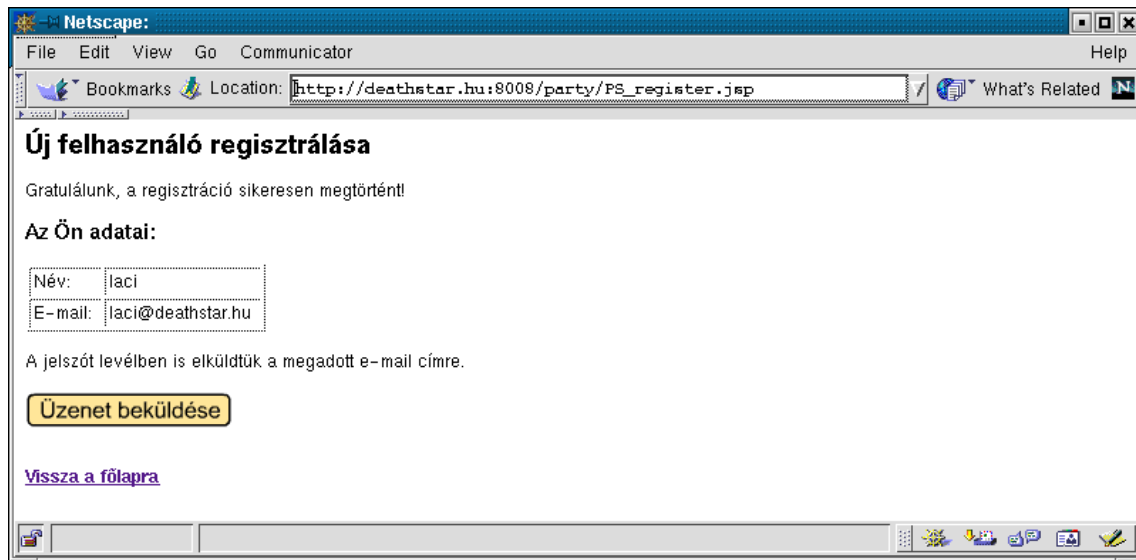 Netscape:
File Edit View Go Communicator Help
Bookmarks Location: http://deathstar.hu:8008/party/PS_register.jsp What's Related N
Új felhasználó regisztrálása
Gratulálunk, a regisztráció sikeresen megtörtént!
Az Ön adatai:
Név: laci
E-mail: laci@deathstar.hu
A jelszót levélben is elküldtük a megadott e-mail címre.
Üzenet beküldése
Vissza a fõlapra